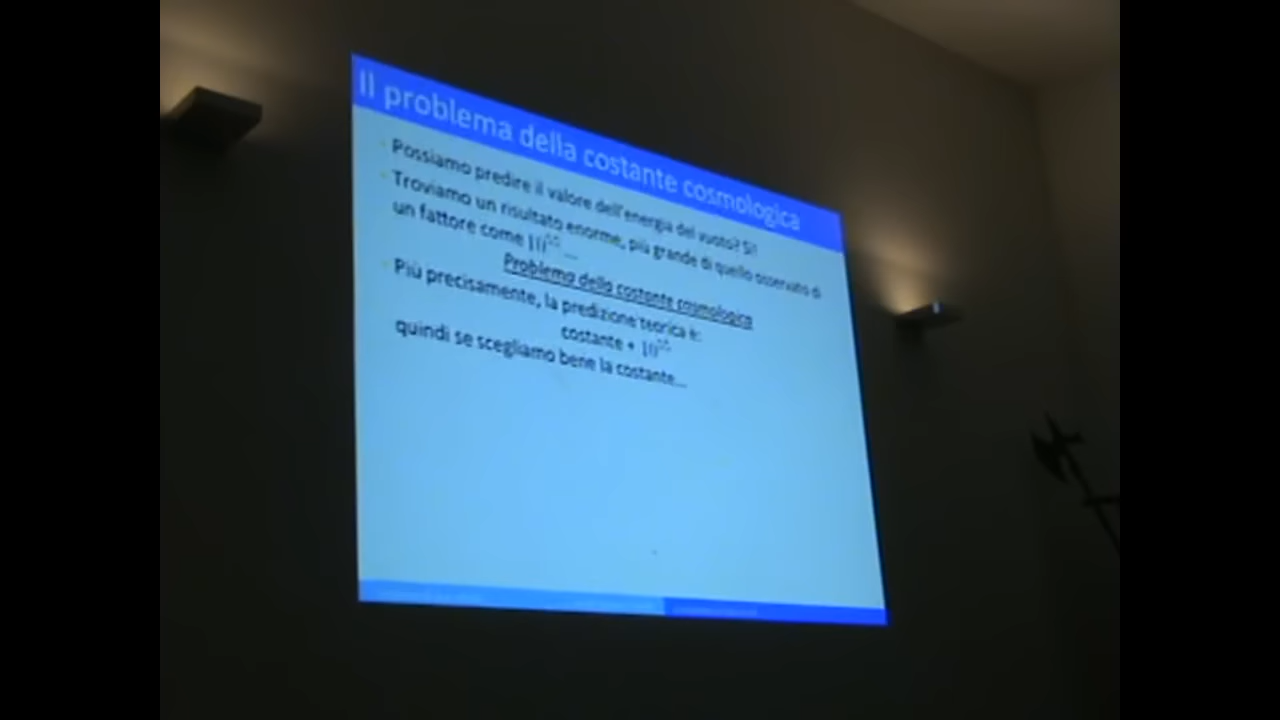 Il problema della costante cosmologica
Possiamo predire il valore dell'energia del vuoto? Sì!
Troviamo un risultato enorme, più grande di quello osservato di
un fattore come 10 ...
Problema della costante cosmologica
Più precisamente, la predizione teorica è:
costante + 10
quindi se scegliamo bene la costante...